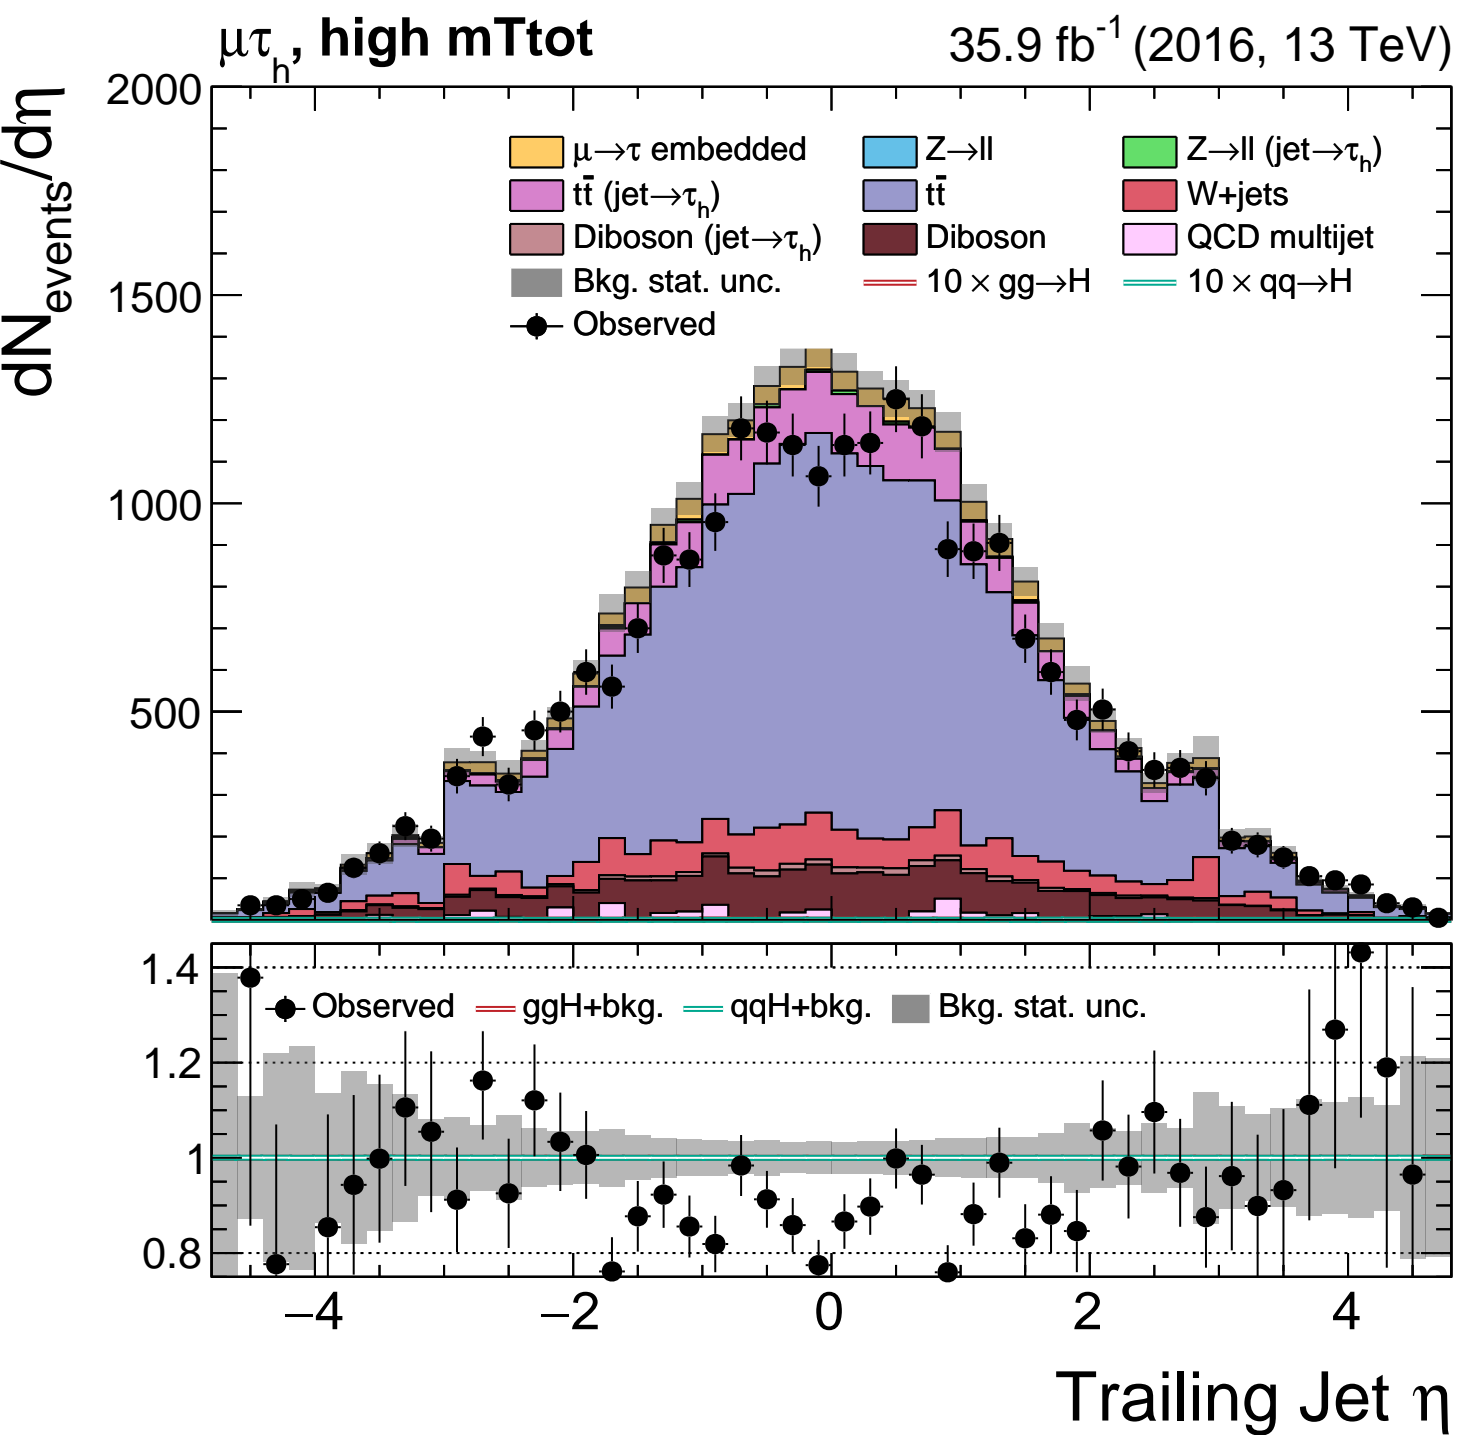 μτh, high mTtot 35.9 fb-1 (2016, 13 TeV)
dNevents/dη
2000
1500
1000
500
μ→τ embedded Z→ll Z→ll (jet→τh)
tt̄ (jet→τh) tt̄ W+jets
Diboson (jet→τh) Diboson QCD multijet
Bkg. stat. unc. 10 × gg→H 10 × qq→H
Observed
1.4
1.2
1
0.8
Observed ggH+bkg. qqH+bkg. Bkg. stat. unc.
−4 −2 0 2 4
Trailing Jet η